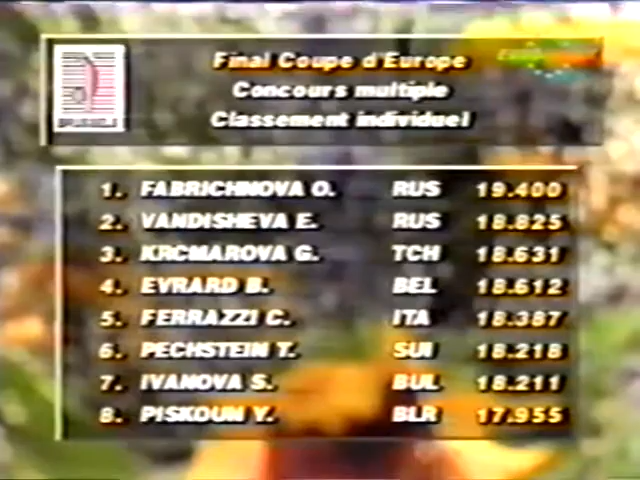 Final Coupe d'Europe
Concours multiple
Classement individuel
1. FABRICHNOVA O. RUS 19.400
2. VANDISHEVA E. RUS 18.825
3. KRCMAROVA G. TCH 18.631
4. EVRARD B. BEL 18.612
5. FERRAZZI C. ITA 18.387
6. PECHSTEIN T. SUI 18.218
7. IVANOVA S. BUL 18.211
8. PISKOUN Y. BLR 17.955